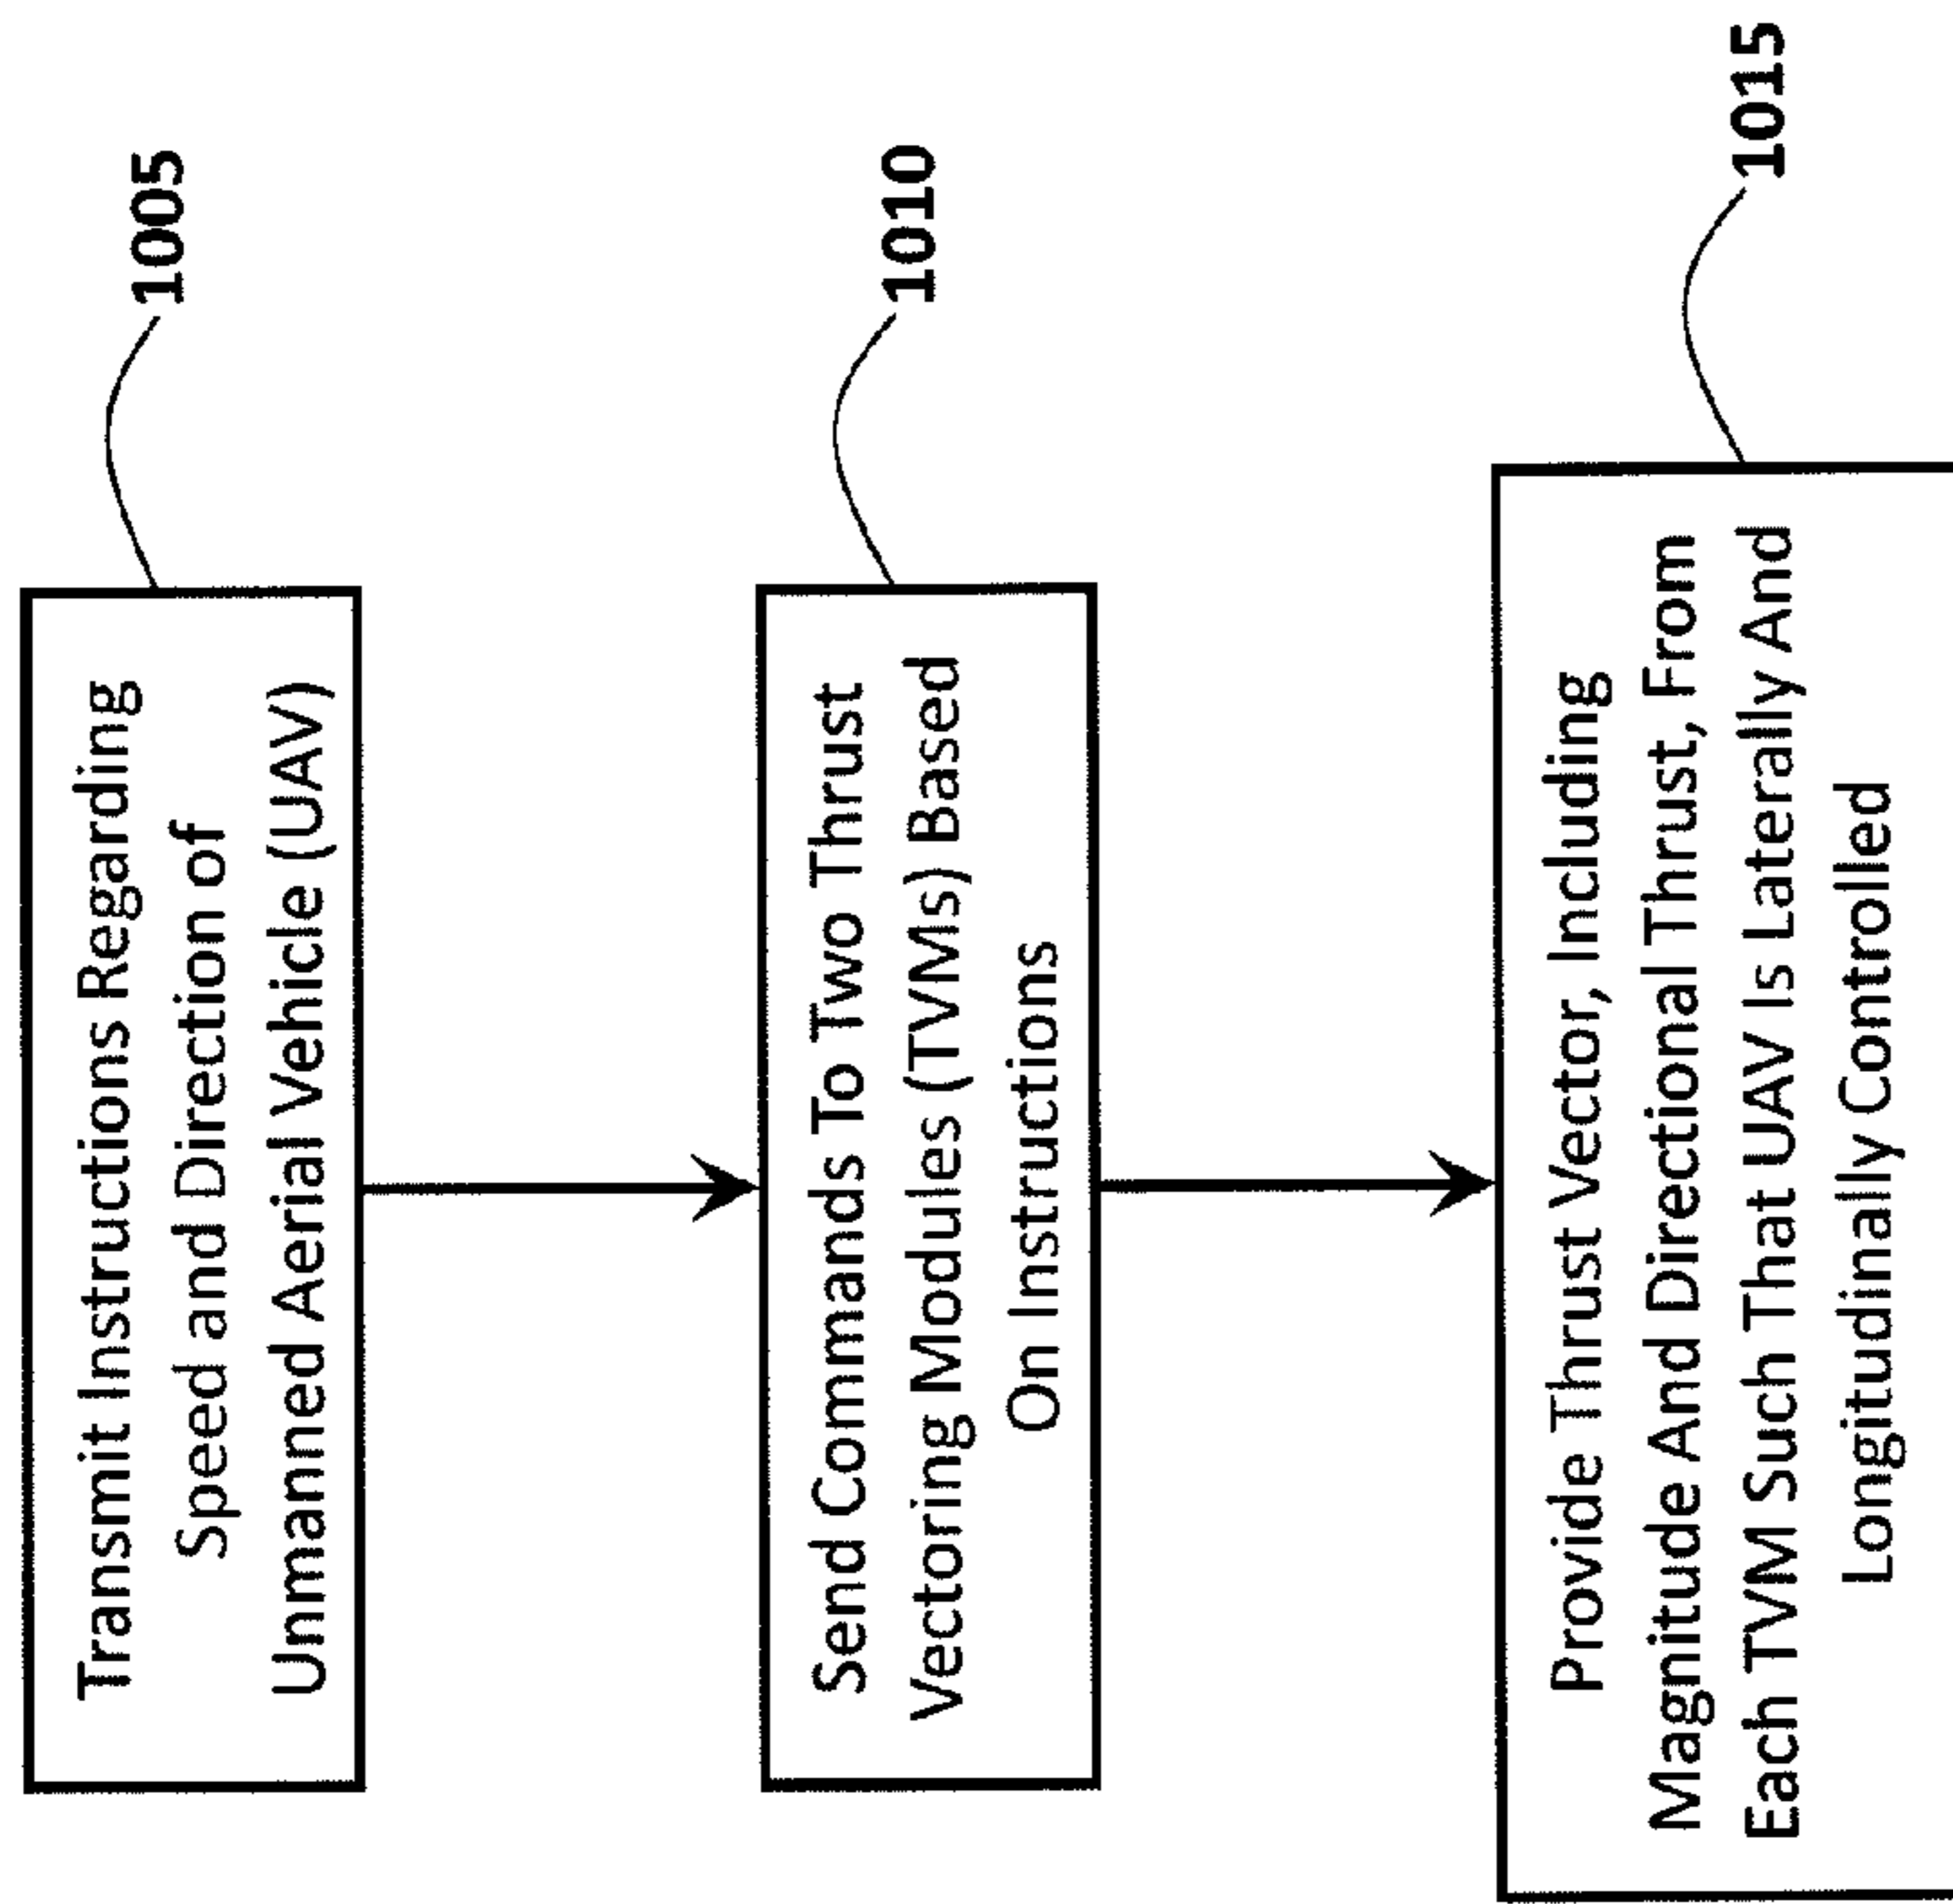 Transmit Instructions Regarding
Speed and Direction of
Unmanned Aerial Vehicle (UAV)
1005
Send Commands To Two Thrust
Vectoring Modules (TVMs) Based
On Instructions
1010
Provide Thrust Vector, Including
Magnitude And Directional Thrust, From
Each TVM Such That UAV Is Laterally And
Longitudinally Controlled
1015